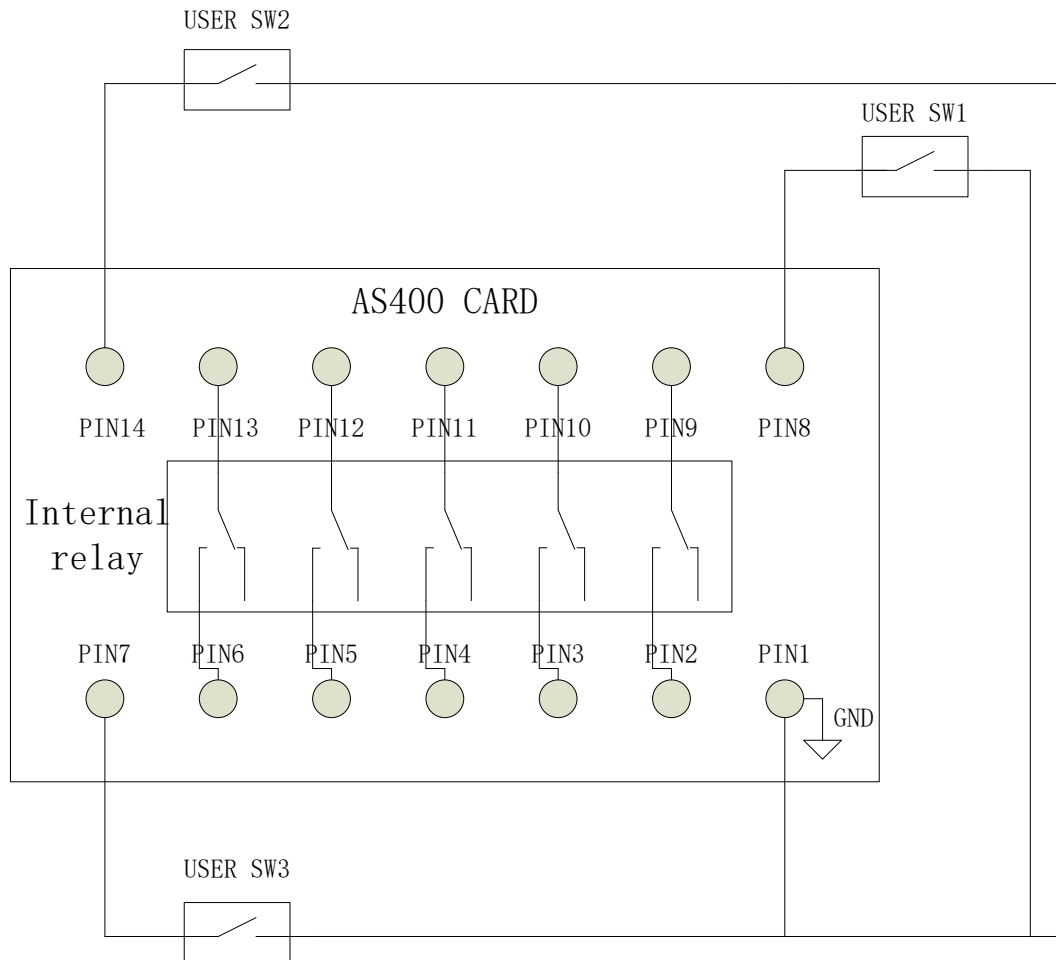 USER SW2
USER SW1
AS400 CARD
PIN14 PIN13 PIN12 PIN11 PIN10 PIN9 PIN8
Internal
relay
PIN7 PIN6 PIN5 PIN4 PIN3 PIN2 PIN1
GND
USER SW3